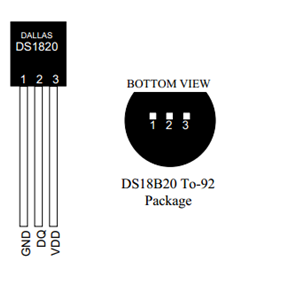 DALLAS
DS1820
1 2 3
GND DQ VDD
BOTTOM VIEW
1 2 3
DS18B20 To-92
Package